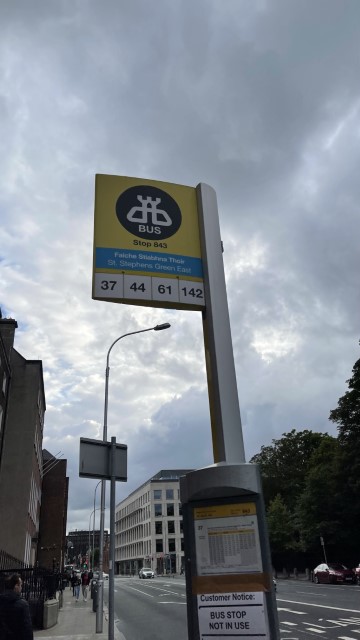 BUS
Stop 843
Faiche Stiabhna Thoir
St. Stephens Green East
37 44 61 142
Customer Notice:
BUS STOP
NOT IN USE